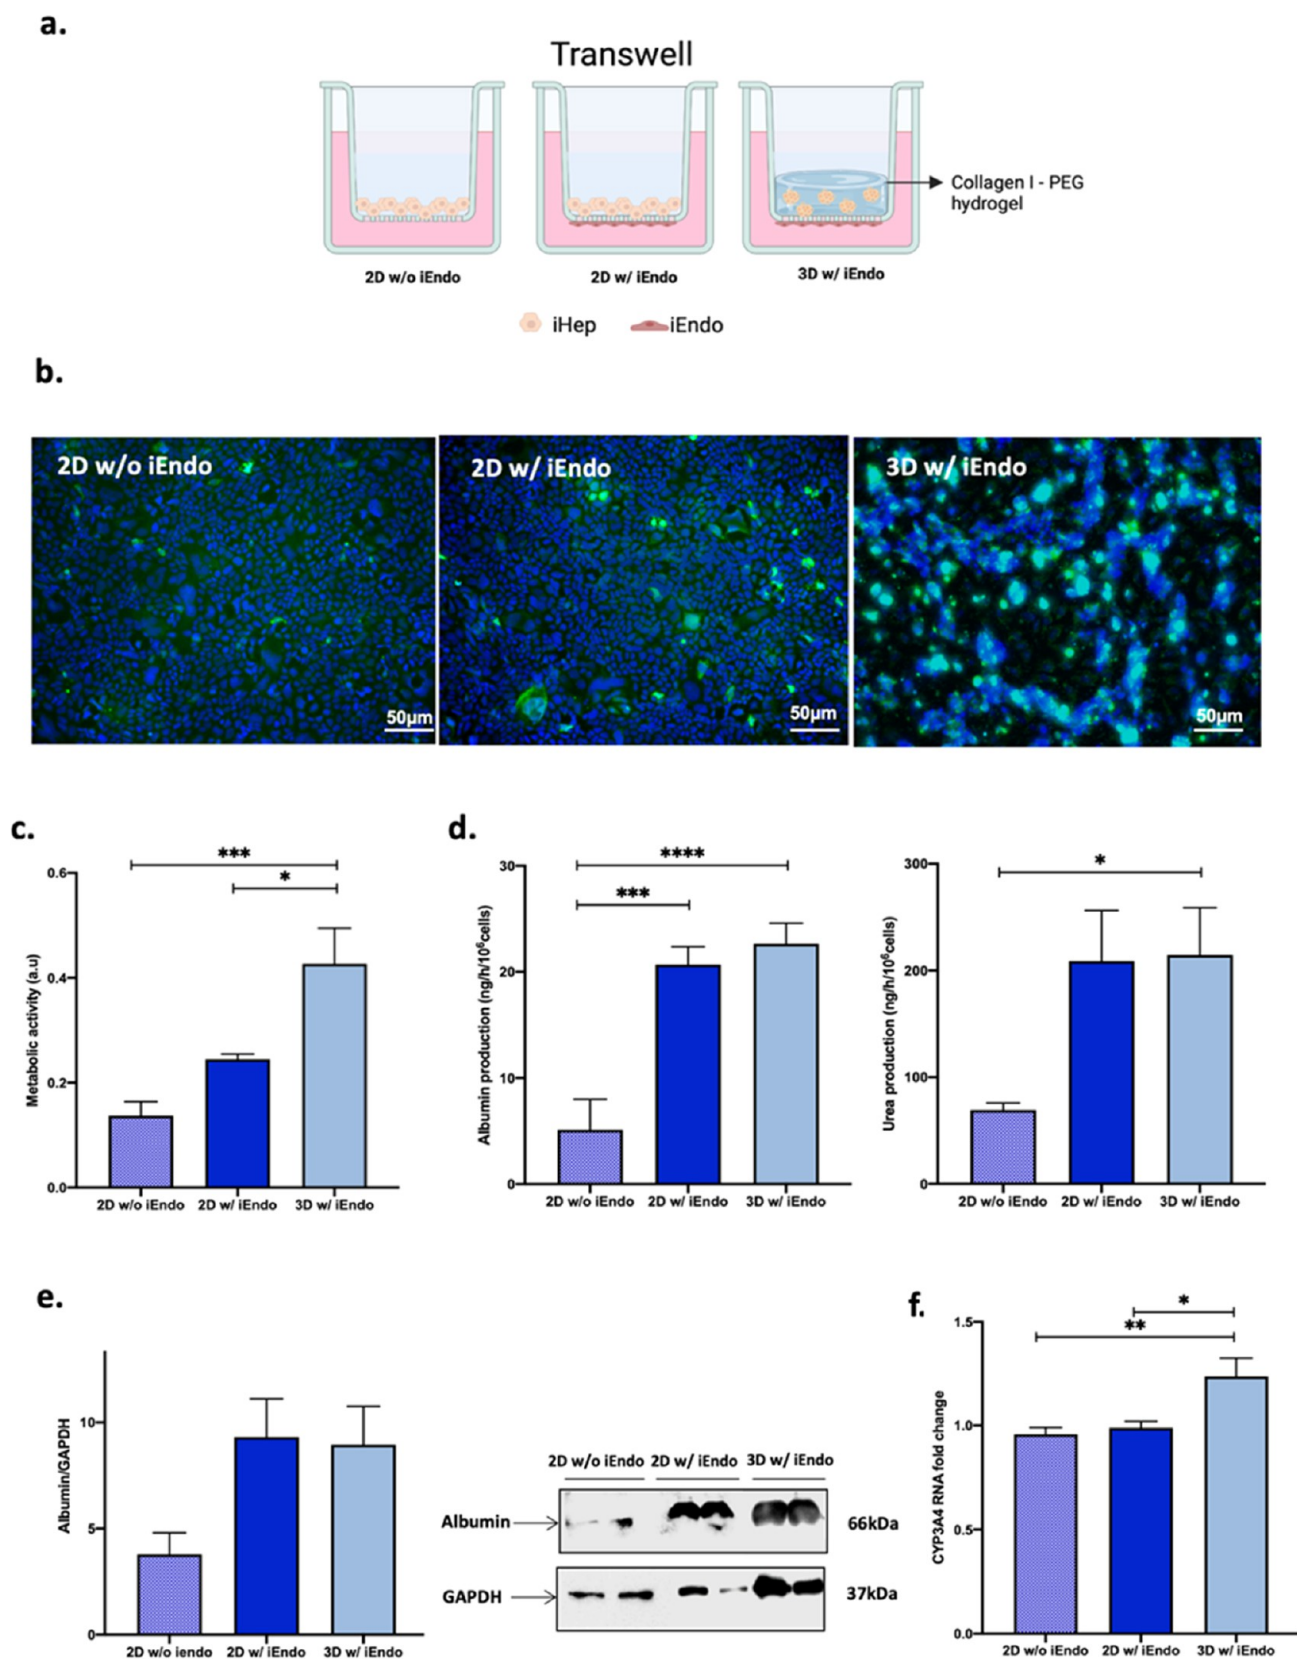 a.
Transwell
Collagen I - PEG
hydrogel
2D w/o iEndo
2D w/ iEndo
3D w/ iEndo
iHep
iEndo
b.
2D w/o iEndo
2D w/ iEndo
3D w/ iEndo
50µm
50µm
50µm
c.
***
*
0.6
0.4
0.2
0.0
Metabolic activity (a.u)
2D w/o iEndo
2D w/ iEndo
3D w/ iEndo
d.
****
***
30
20
10
0
Albumin production (ng/h/10⁶cells)
2D w/o iEndo
2D w/ iEndo
3D w/ iEndo
*
300
200
100
0
Urea production (ng/h/10⁶cells)
2D w/o iEndo
2D w/ iEndo
3D w/ iEndo
e.
10
5
0
Albumin/GAPDH
2D w/o iendo
2D w/ iEndo
3D w/ iEndo
2D w/o iEndo
2D w/ iEndo
3D w/ iEndo
Albumin
66kDa
GAPDH
37kDa
f.
*
**
1.5
1.0
0.5
0.0
CYP3A4 RNA fold change
2D w/o iEndo
2D w/ iEndo
3D w/ iEndo